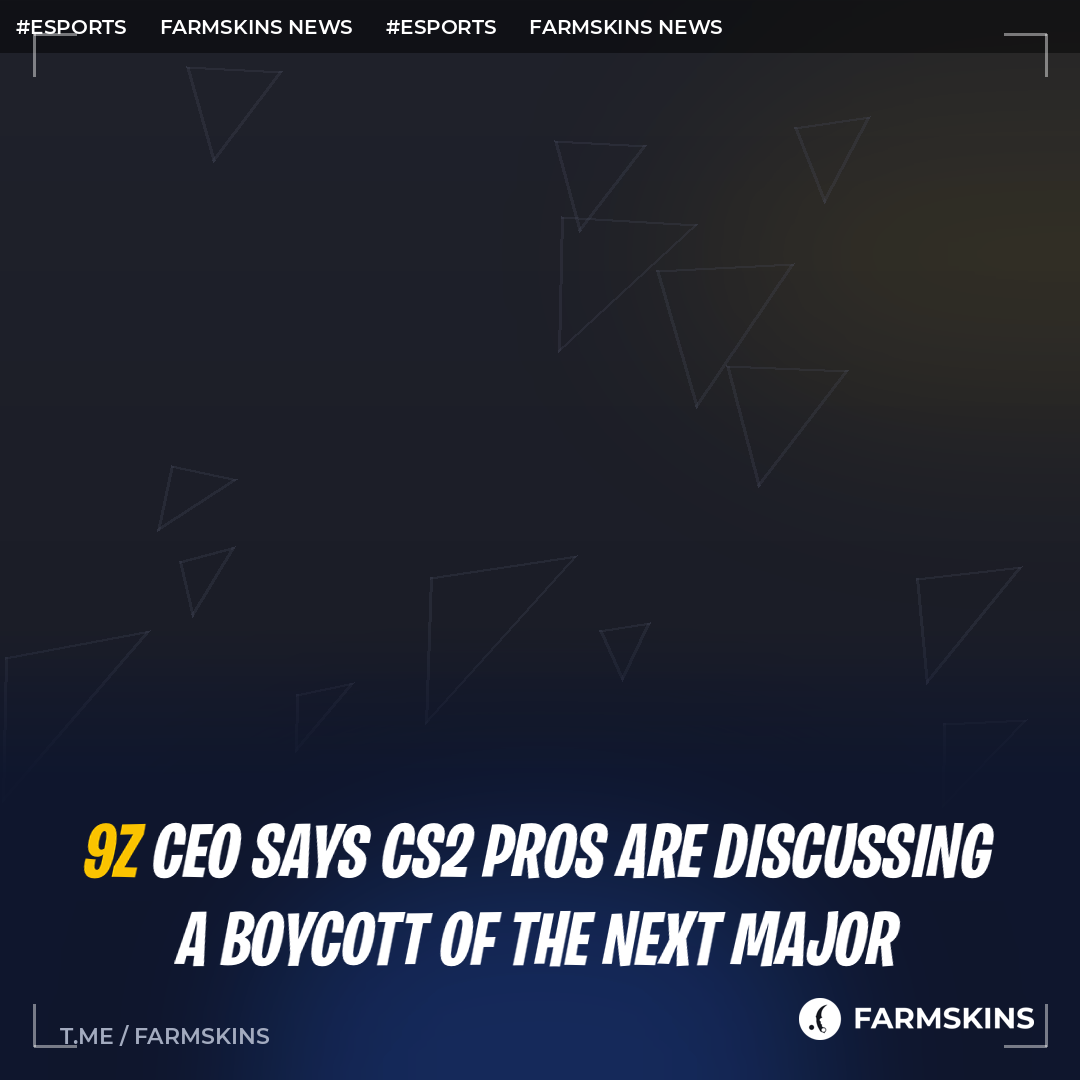 #ESPORTS FARMSKINS NEWS #ESPORTS FARMSKINS NEWS
9Z CEO SAYS CS2 PROS ARE DISCUSSING
A BOYCOTT OF THE NEXT MAJOR
T.ME / FARMSKINS
FARMSKINS